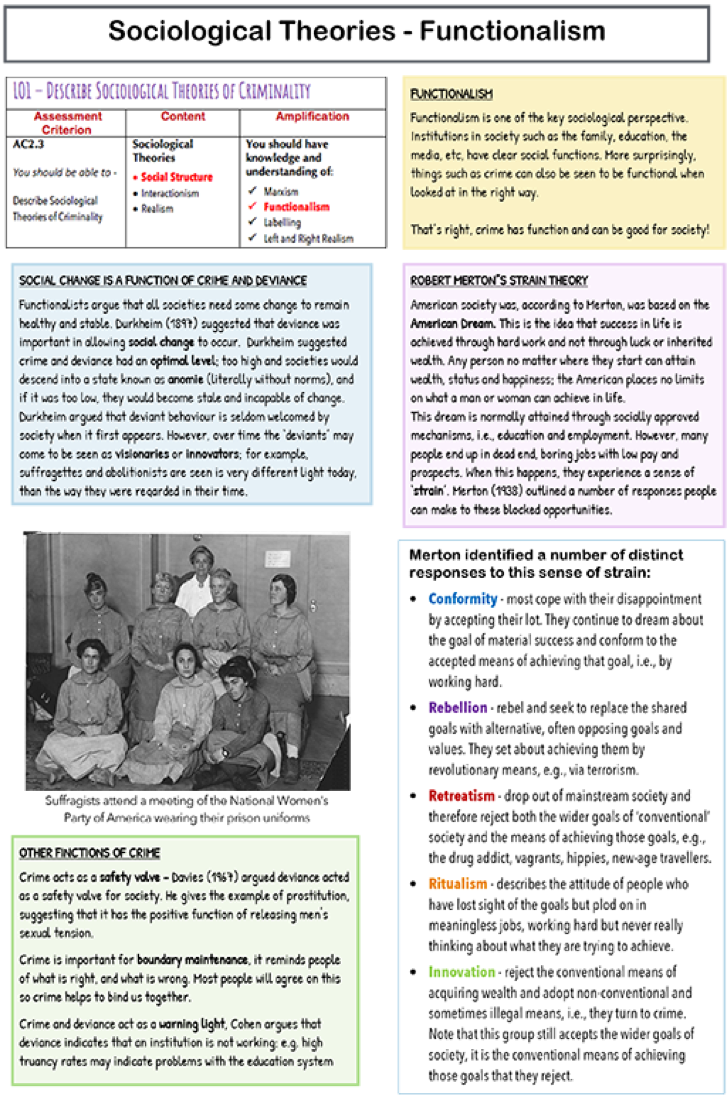 Sociological Theories - Functionalism
LO1 – DESCRIBE SOCIOLOGICAL THEORIES OF CRIMINALITY
Assessment
Criterion
Content
Amplification
AC2.3
You should be able to -
Describe Sociological
Theories of Criminality
Sociological
Theories
• Social Structure
• Interactionism
• Realism
You should have
knowledge and
understanding of:
✓ Marxism
✓ Functionalism
✓ Labelling
✓ Left and Right Realism
FUNCTIONALISM
Functionalism is one of the key sociological perspective.
Institutions in society such as the family, education, the
media, etc, have clear social functions. More surprisingly,
things such as crime can also be seen to be functional when
looked at in the right way.
That's right, crime has function and can be good for society!
SOCIAL CHANGE IS A FUNCTION OF CRIME AND DEVIANCE
Functionalists argue that all societies need some change to remain
healthy and stable. Durkheim (1897) suggested that deviance was
important in allowing social change to occur. Durkheim suggested
crime and deviance had an optimal level; too high and societies would
descend into a state known as anomie (literally without norms), and
if it was too low, they would become stale and incapable of change.
Durkheim argued that deviant behaviour is seldom welcomed by
society when it first appears. However, over time the 'deviants' may
come to be seen as visionaries or innovators; for example,
suffragettes and abolitionists are seen is very different light today,
than the way they were regarded in their time.
ROBERT MERTON"S STRAIN THEORY
American society was, according to Merton, was based on the
American Dream. This is the idea that success in life is
achieved through hard work and not through luck or inherited
wealth. Any person no matter where they start can attain
wealth, status and happiness; the American places no limits
on what a man or woman can achieve in life.
This dream is normally attained through socially approved
mechanisms, i.e., education and employment. However, many
people end up in dead end, boring jobs with low pay and
prospects. When this happens, they experience a sense of
'strain'. Merton (1938) outlined a number of responses people
can make to these blocked opportunities.
Suffragists attend a meeting of the National Women's
Party of America wearing their prison uniforms
OTHER FINCTIONS OF CRIME
Crime acts as a safety valve – Davies (1967) argued deviance acted
as a safety valve for society. He gives the example of prostitution,
suggesting that it has the positive function of releasing men's
sexual tension.
Crime is important for boundary maintenance, it reminds people
of what is right, and what is wrong. Most people will agree on this
so crime helps to bind us together.
Crime and deviance act as a warning light, Cohen argues that
deviance indicates that an institution is not working: e.g. high
truancy rates may indicate problems with the education system
Merton identified a number of distinct
responses to this sense of strain:
• Conformity - most cope with their disappointment
by accepting their lot. They continue to dream about
the goal of material success and conform to the
accepted means of achieving that goal, i.e., by
working hard.
• Rebellion - rebel and seek to replace the shared
goals with alternative, often opposing goals and
values. They set about achieving them by
revolutionary means, e.g., via terrorism.
• Retreatism - drop out of mainstream society and
therefore reject both the wider goals of 'conventional'
society and the means of achieving those goals, e.g.,
the drug addict, vagrants, hippies, new-age travellers.
• Ritualism - describes the attitude of people who
have lost sight of the goals but plod on in
meaningless jobs, working hard but never really
thinking about what they are trying to achieve.
• Innovation - reject the conventional means of
acquiring wealth and adopt non-conventional and
sometimes illegal means, i.e., they turn to crime.
Note that this group still accepts the wider goals of
society, it is the conventional means of achieving
those goals that they reject.